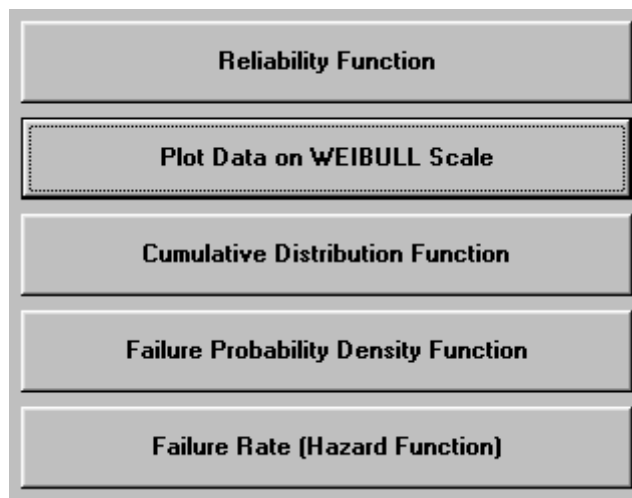 Reliability Function
Plot Data on WEIBULL Scale
Cumulative Distribution Function
Failure Probability Density Function
Failure Rate (Hazard Function)